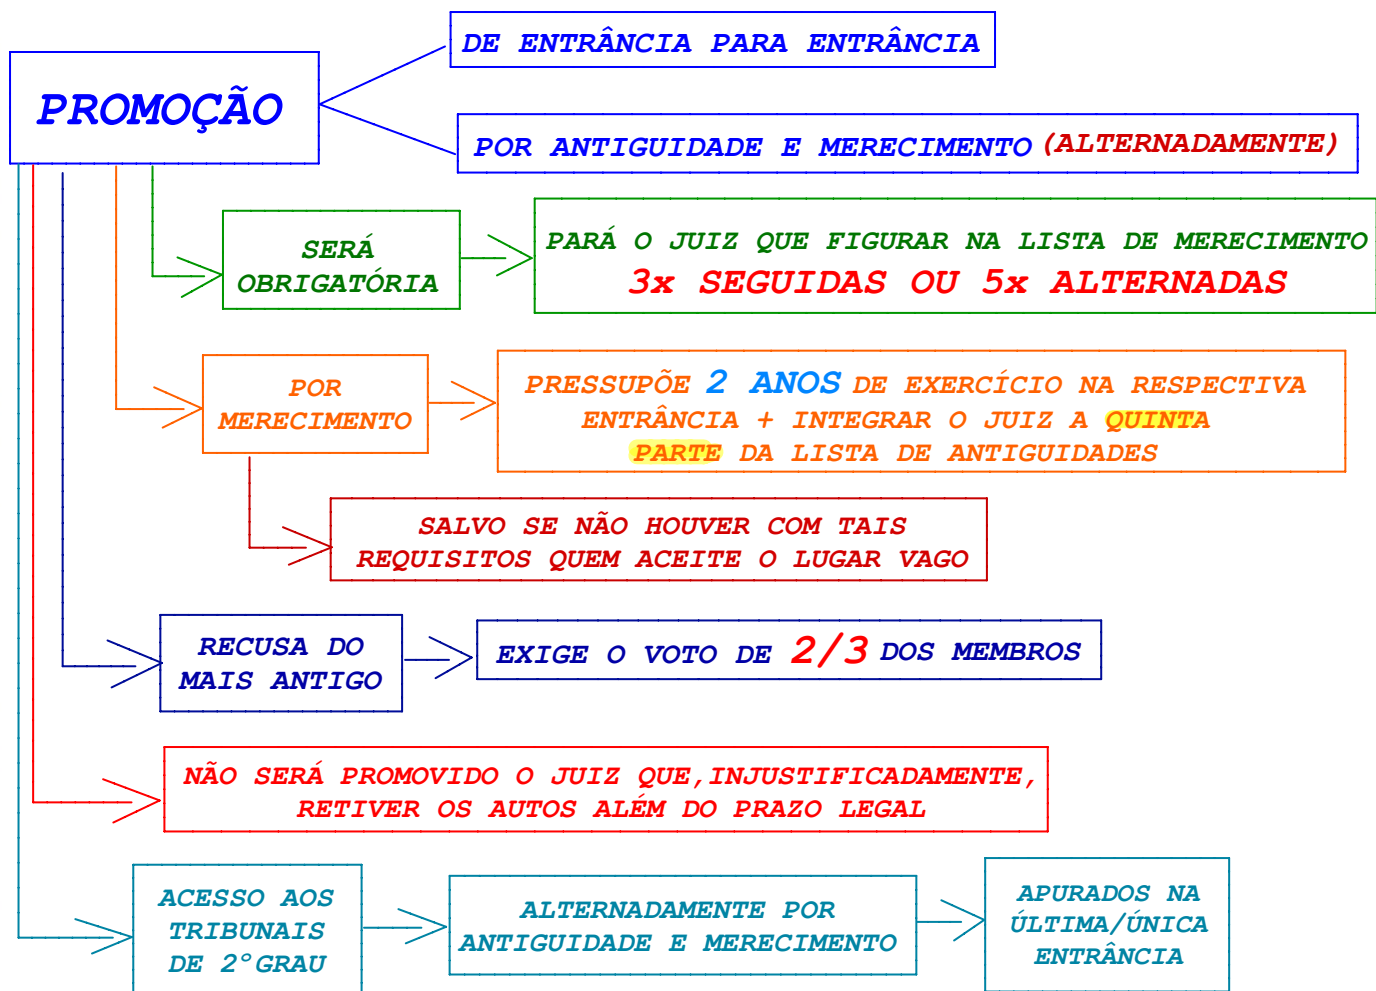 DE ENTRÂNCIA PARA ENTRÂNCIA
PROMOÇÃO
POR ANTIGUIDADE E MERECIMENTO (ALTERNADAMENTE)
SERÁ
OBRIGATÓRIA
PARÁ O JUIZ QUE FIGURAR NA LISTA DE MERECIMENTO
3x SEGUIDAS OU 5x ALTERNADAS
POR
MERECIMENTO
PRESSUPÕE 2 ANOS DE EXERCÍCIO NA RESPECTIVA
ENTRÂNCIA + INTEGRAR O JUIZ A QUINTA
PARTE DA LISTA DE ANTIGUIDADES
SALVO SE NÃO HOUVER COM TAIS
REQUISITOS QUEM ACEITE O LUGAR VAGO
RECUSA DO
MAIS ANTIGO
EXIGE O VOTO DE 2/3 DOS MEMBROS
NÃO SERÁ PROMOVIDO O JUIZ QUE,INJUSTIFICADAMENTE,
RETIVER OS AUTOS ALÉM DO PRAZO LEGAL
ACESSO AOS
TRIBUNAIS
DE 2ºGRAU
ALTERNADAMENTE POR
ANTIGUIDADE E MERECIMENTO
APURADOS NA
ÚLTIMA/ÚNICA
ENTRÂNCIA